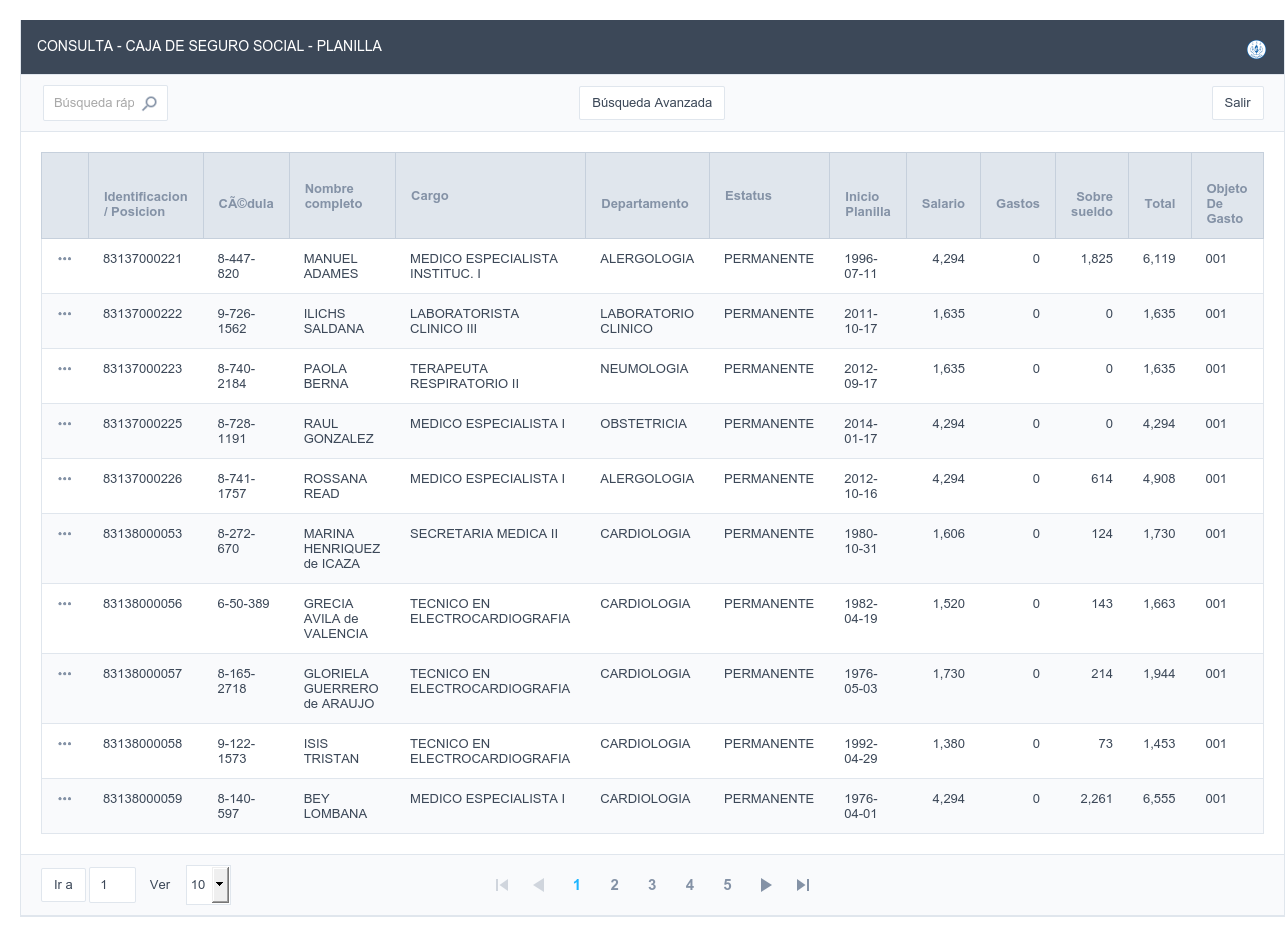 CONSULTA - CAJA DE SEGURO SOCIAL - PLANILLA
Búsqueda ráp
Búsqueda Avanzada
Salir
Identificacion / Posicion CÃ©dula Nombre completo Cargo Departamento Estatus Inicio Planilla Salario Gastos Sobre sueldo Total Objeto De Gasto
83137000221 8-447-820 MANUEL ADAMES MEDICO ESPECIALISTA INSTITUC. I ALERGOLOGIA PERMANENTE 1996-07-11 4,294 0 1,825 6,119 001
83137000222 9-726-1562 ILICHS SALDANA LABORATORISTA CLINICO III LABORATORIO CLINICO PERMANENTE 2011-10-17 1,635 0 0 1,635 001
83137000223 8-740-2184 PAOLA BERNA TERAPEUTA RESPIRATORIO II NEUMOLOGIA PERMANENTE 2012-09-17 1,635 0 0 1,635 001
83137000225 8-728-1191 RAUL GONZALEZ MEDICO ESPECIALISTA I OBSTETRICIA PERMANENTE 2014-01-17 4,294 0 0 4,294 001
83137000226 8-741-1757 ROSSANA READ MEDICO ESPECIALISTA I ALERGOLOGIA PERMANENTE 2012-10-16 4,294 0 614 4,908 001
83138000053 8-272-670 MARINA HENRIQUEZ de ICAZA SECRETARIA MEDICA II CARDIOLOGIA PERMANENTE 1980-10-31 1,606 0 124 1,730 001
83138000056 6-50-389 GRECIA AVILA de VALENCIA TECNICO EN ELECTROCARDIOGRAFIA CARDIOLOGIA PERMANENTE 1982-04-19 1,520 0 143 1,663 001
83138000057 8-165-2718 GLORIELA GUERRERO de ARAUJO TECNICO EN ELECTROCARDIOGRAFIA CARDIOLOGIA PERMANENTE 1976-05-03 1,730 0 214 1,944 001
83138000058 9-122-1573 ISIS TRISTAN TECNICO EN ELECTROCARDIOGRAFIA CARDIOLOGIA PERMANENTE 1992-04-29 1,380 0 73 1,453 001
83138000059 8-140-597 BEY LOMBANA MEDICO ESPECIALISTA I CARDIOLOGIA PERMANENTE 1976-04-01 4,294 0 2,261 6,555 001
Ir a 1 Ver 10 1 2 3 4 5